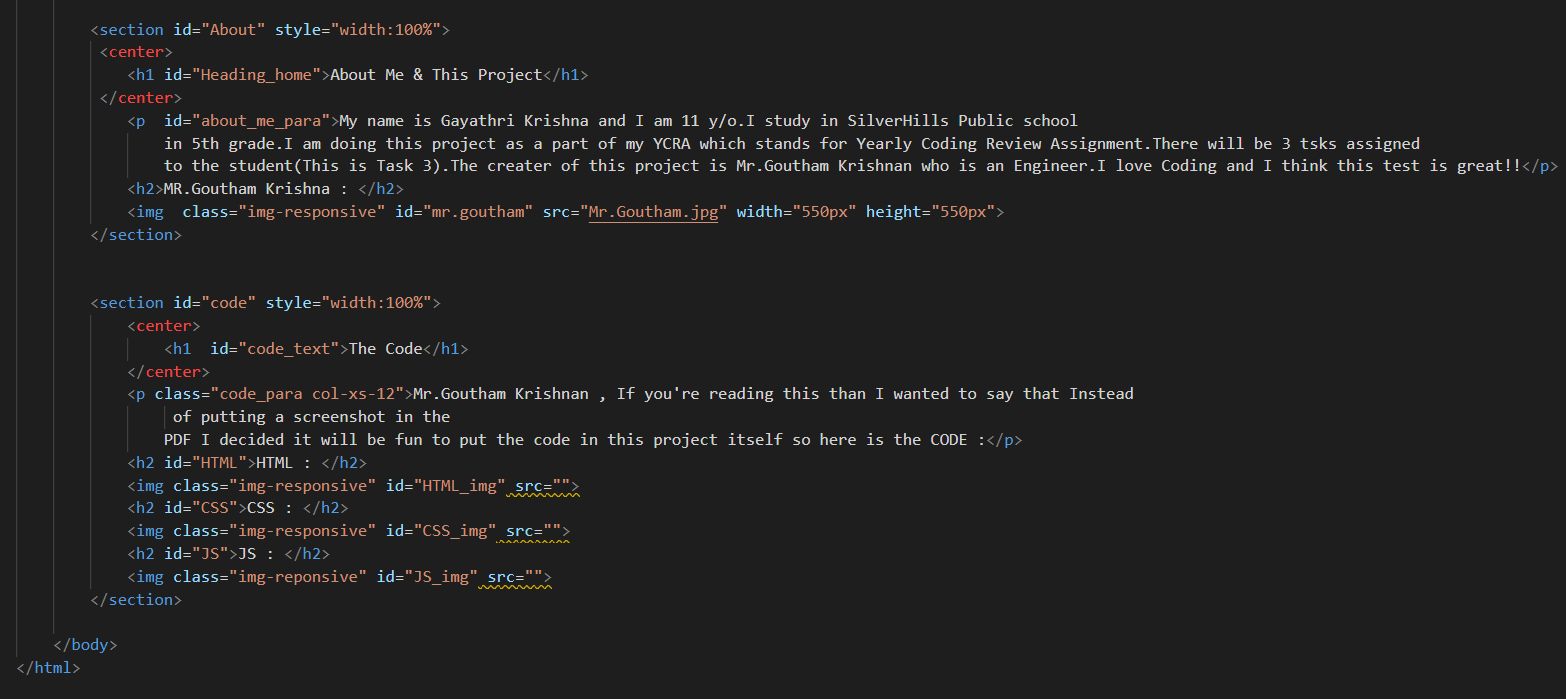 <section id="About" style="width:100%">
<center>
<h1 id="Heading_home">About Me & This Project</h1>
</center>
<p  id="about_me_para">My name is Gayathri Krishna and I am 11 y/o.I study in SilverHills Public school
in 5th grade.I am doing this project as a part of my YCRA which stands for Yearly Coding Review Assignment.There will be 3 tsks assigned
to the student(This is Task 3).The creater of this project is Mr.Goutham Krishnan who is an Engineer.I love Coding and I think this test is great!!</p>
<h2>MR.Goutham Krishna : </h2>
<img  class="img-responsive" id="mr.goutham" src="Mr.Goutham.jpg" width="550px" height="550px">
</section>
<section id="code" style="width:100%">
<center>
<h1  id="code_text">The Code</h1>
</center>
<p class="code_para col-xs-12">Mr.Goutham Krishnan , If you're reading this than I wanted to say that Instead
of putting a screenshot in the
PDF I decided it will be fun to put the code in this project itself so here is the CODE :</p>
<h2 id="HTML">HTML : </h2>
<img class="img-responsive" id="HTML_img" src="">
<h2 id="CSS">CSS : </h2>
<img class="img-responsive" id="CSS_img" src="">
<h2 id="JS">JS : </h2>
<img class="img-reponsive" id="JS_img" src="">
</section>
</body>
</html>